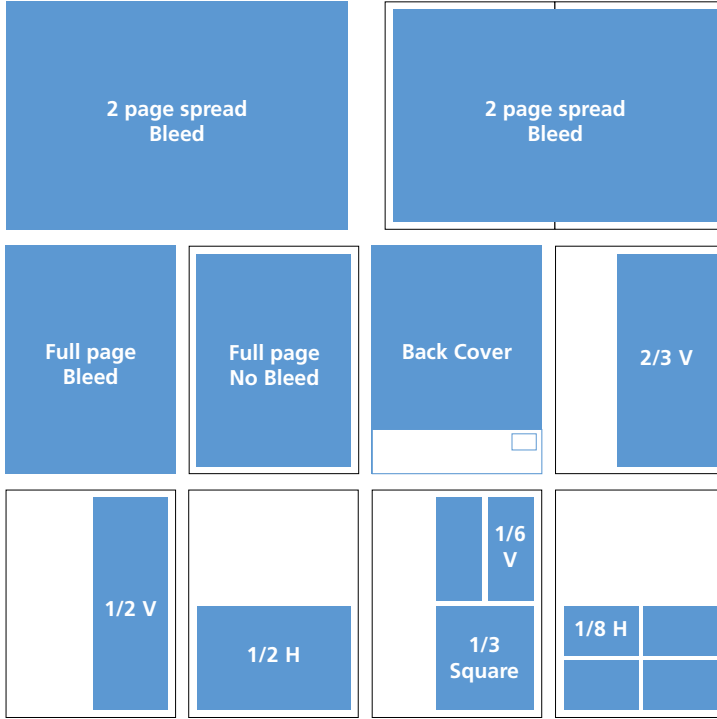 2 page spread
Bleed
2 page spread
Bleed
Full page
Bleed
Full page
No Bleed
Back Cover
2/3 V
1/2 V
1/2 H
1/6
V
1/3
Square
1/8 H